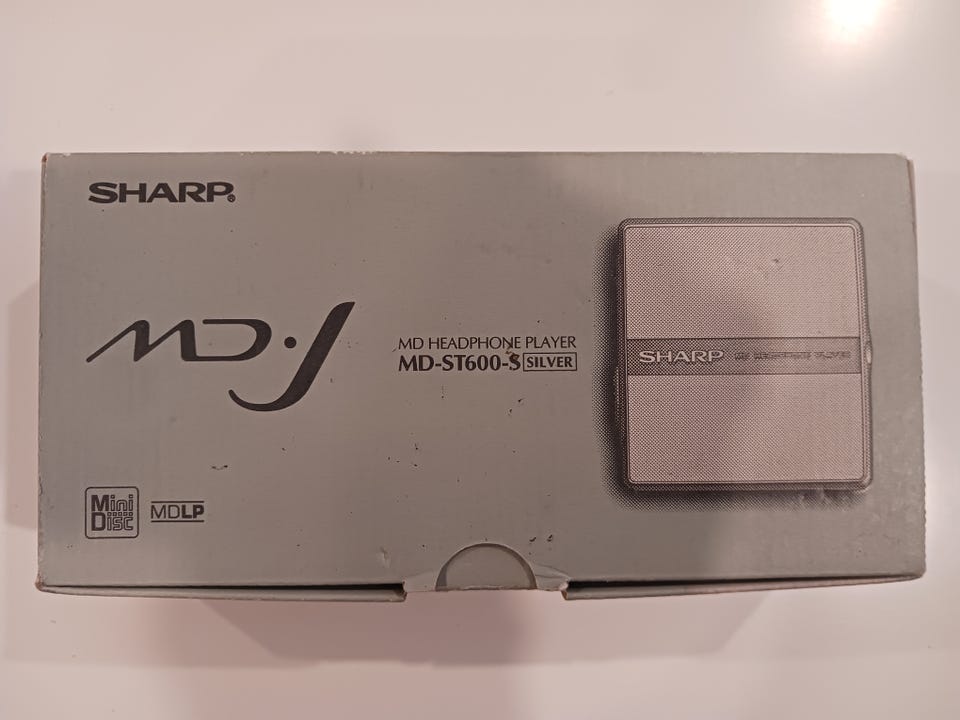 SHARP®
MD·J
MD HEADPHONE PLAYER
MD-ST600-S SILVER
SHARP
Mini
Disc
MDLP